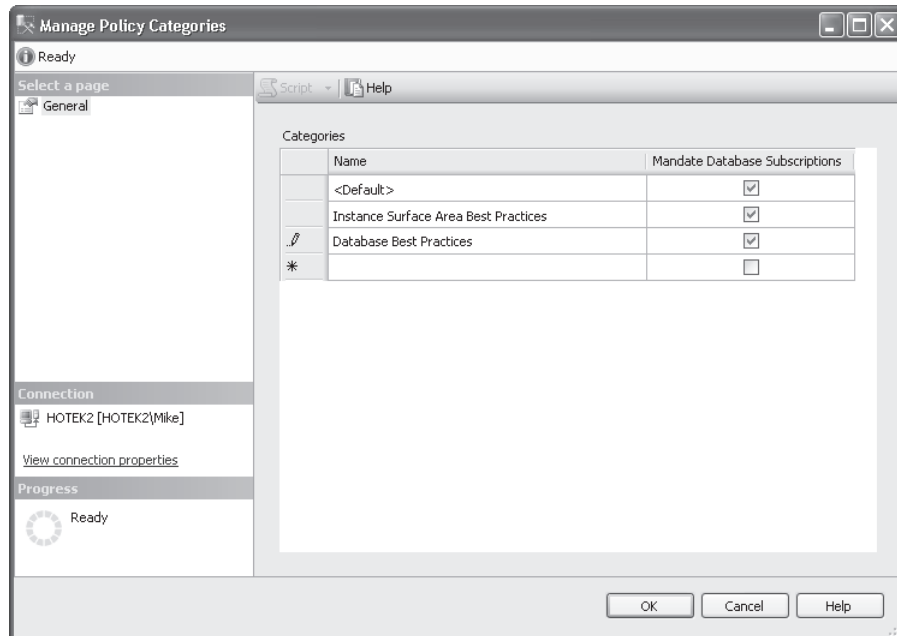 Manage Policy Categories
Ready
Select a page
General
Script
Help
Categories
Name
Mandate Database Subscriptions
<Default>
Instance Surface Area Best Practices
Database Best Practices
Connection
HOTEK2 [HOTEK2\Mike]
View connection properties
Progress
Ready
OK
Cancel
Help